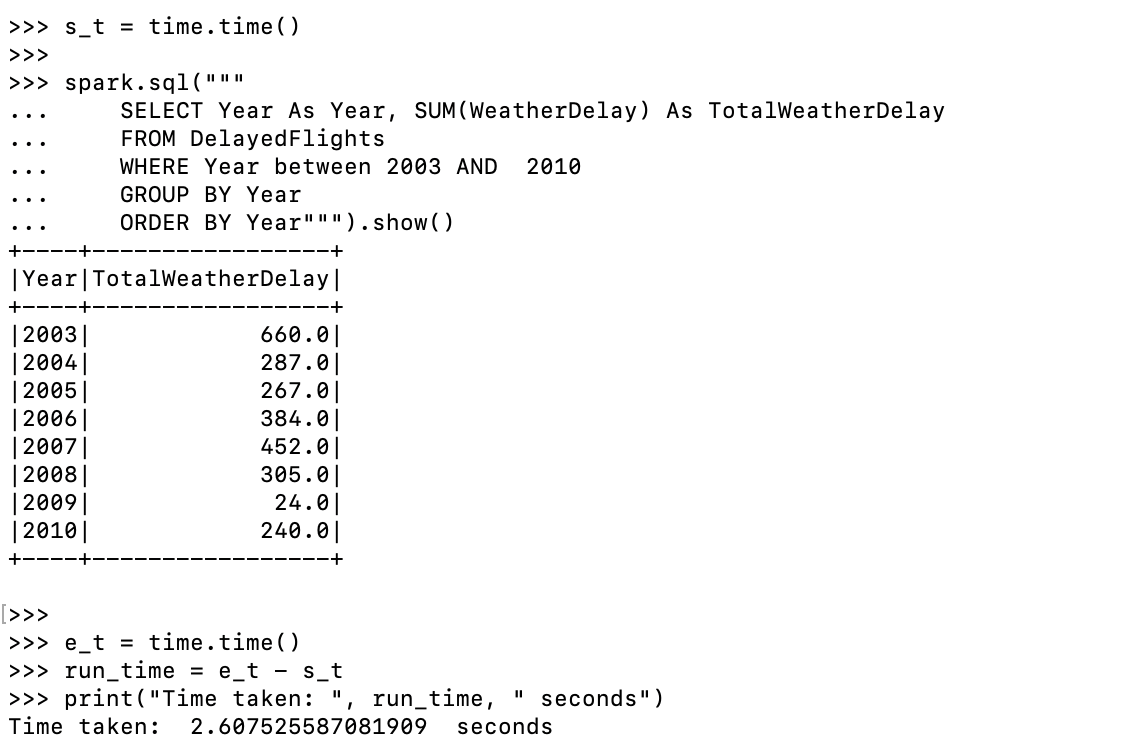 >>> s_t = time.time()
>>>
>>> spark.sql("""
...     SELECT Year As Year, SUM(WeatherDelay) As TotalWeatherDelay
...     FROM DelayedFlights
...     WHERE Year between 2003 AND  2010
...     GROUP BY Year
...     ORDER BY Year""").show()
+----+-----------------+
|Year|TotalWeatherDelay|
+----+-----------------+
|2003|            660.0|
|2004|            287.0|
|2005|            267.0|
|2006|            384.0|
|2007|            452.0|
|2008|            305.0|
|2009|             24.0|
|2010|            240.0|
+----+-----------------+

[>>>
>>> e_t = time.time()
>>> run_time = e_t - s_t
>>> print("Time taken: ", run_time, " seconds")
Time taken:  2.607525587081909  seconds